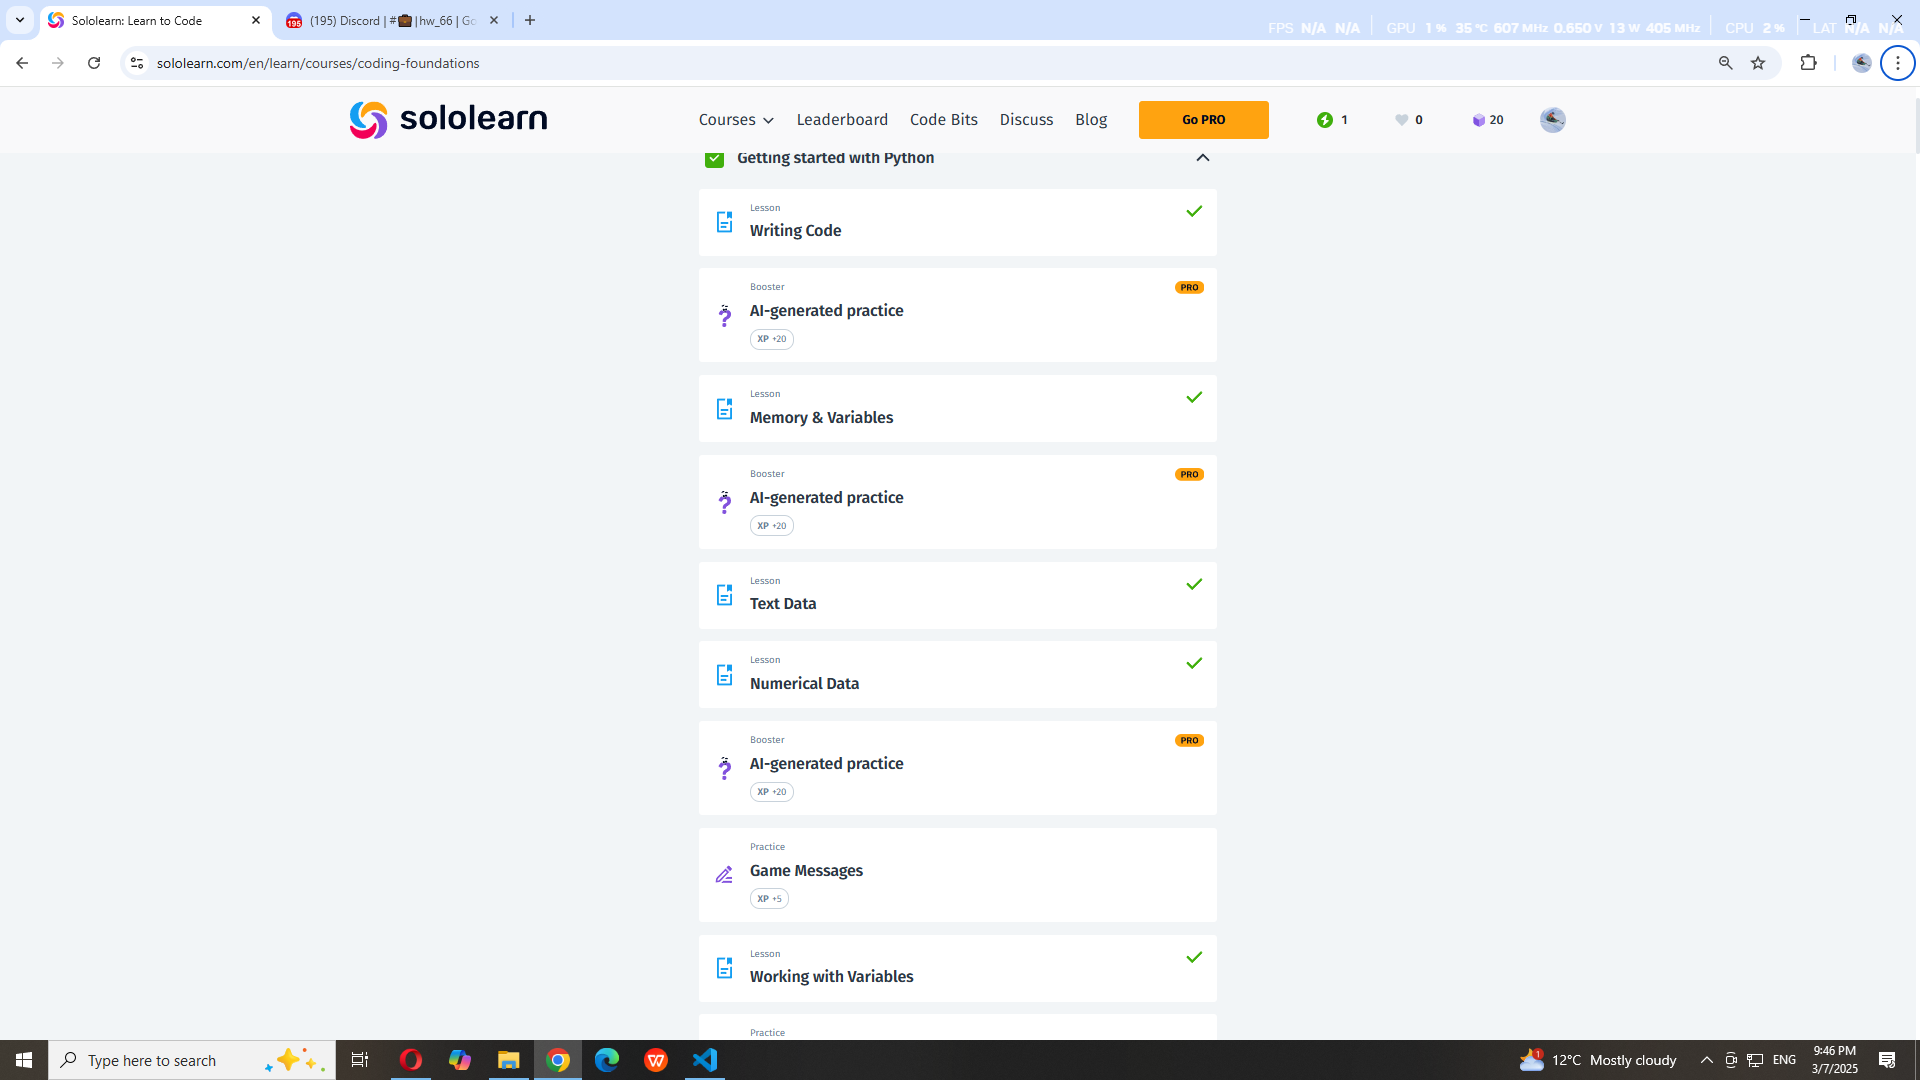 Sololearn: Learn to Code
(195) Discord | #💼|hw_66 | Go
FPS N/A N/A GPU 1 % 35 °C 607 MHz 0.650 V 13 W 405 MHz CPU 2 % LAT N/A N/A
sololearn.com/en/learn/courses/coding-foundations
sololearn
Courses
Leaderboard
Code Bits
Discuss
Blog
Go PRO
1
0
20
Getting started with Python
Lesson
Writing Code
Booster
PRO
AI-generated practice
XP +20
Lesson
Memory & Variables
Booster
PRO
AI-generated practice
XP +20
Lesson
Text Data
Lesson
Numerical Data
Booster
PRO
AI-generated practice
XP +20
Practice
Game Messages
XP +5
Lesson
Working with Variables
Practice
Type here to search
1
12°C Mostly cloudy
ENG
9:46 PM
3/7/2025